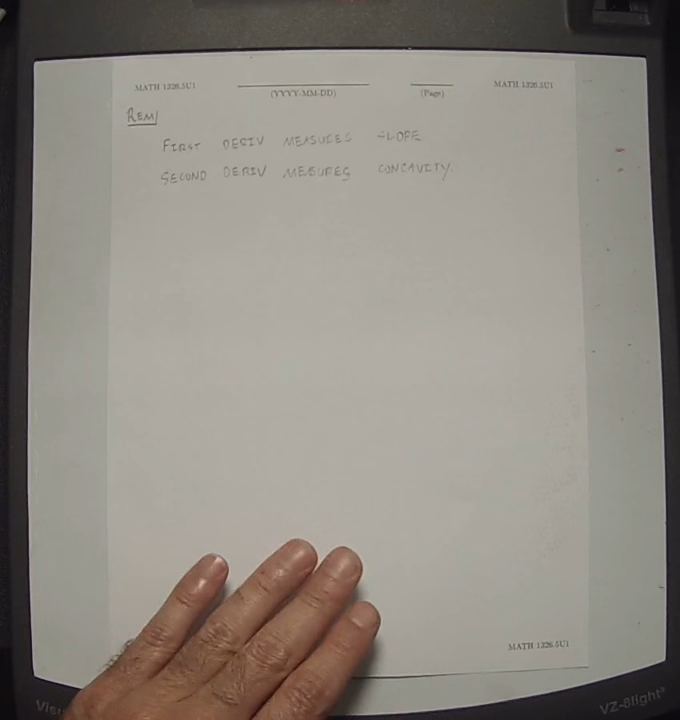 MATH 1326.5U1 (YYYY-MM-DD) (Page) MATH 1326.5U1
REM/
FIRST DERIV MEASURES SLOPE
SECOND DERIV MEASURES CONCAVITY.
MATH 1326.5U1
VZ-8light³